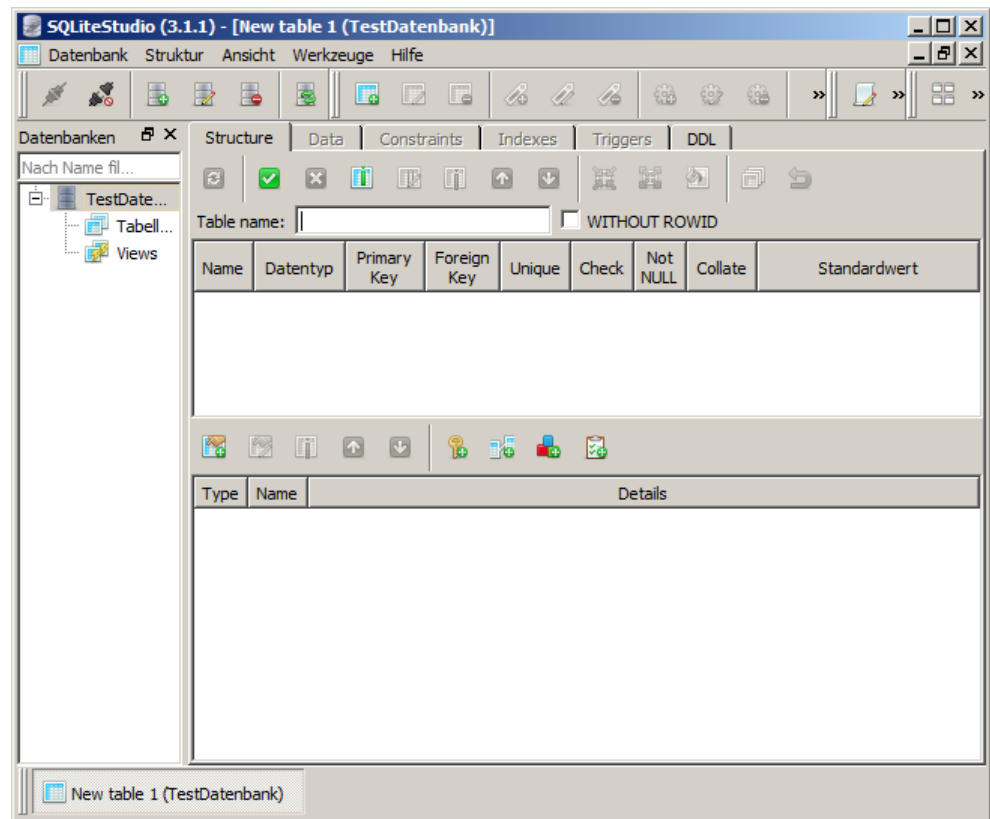 SQLiteStudio (3.1.1) - [New table 1 (TestDatenbank)]
Datenbank Struktur Ansicht Werkzeuge Hilfe
Datenbanken
Nach Name fil...
TestDate...
Tabell...
Views
Structure Data Constraints Indexes Triggers DDL
Table name: WITHOUT ROWID
Name Datentyp Primary Key Foreign Key Unique Check Not NULL Collate Standardwert
Type Name Details
New table 1 (TestDatenbank)